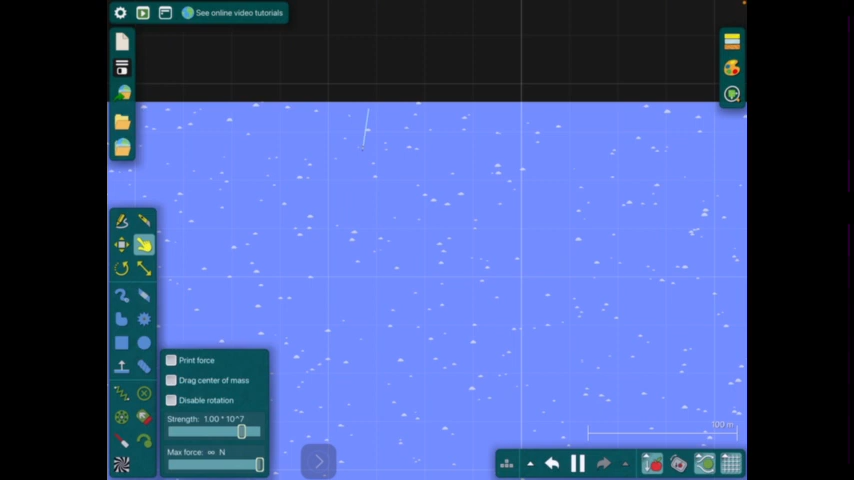 See online video tutorials
Print force
Drag center of mass
Disable rotation
Strength: 1.00 * 10^7
Max force: ∞ N
100 m